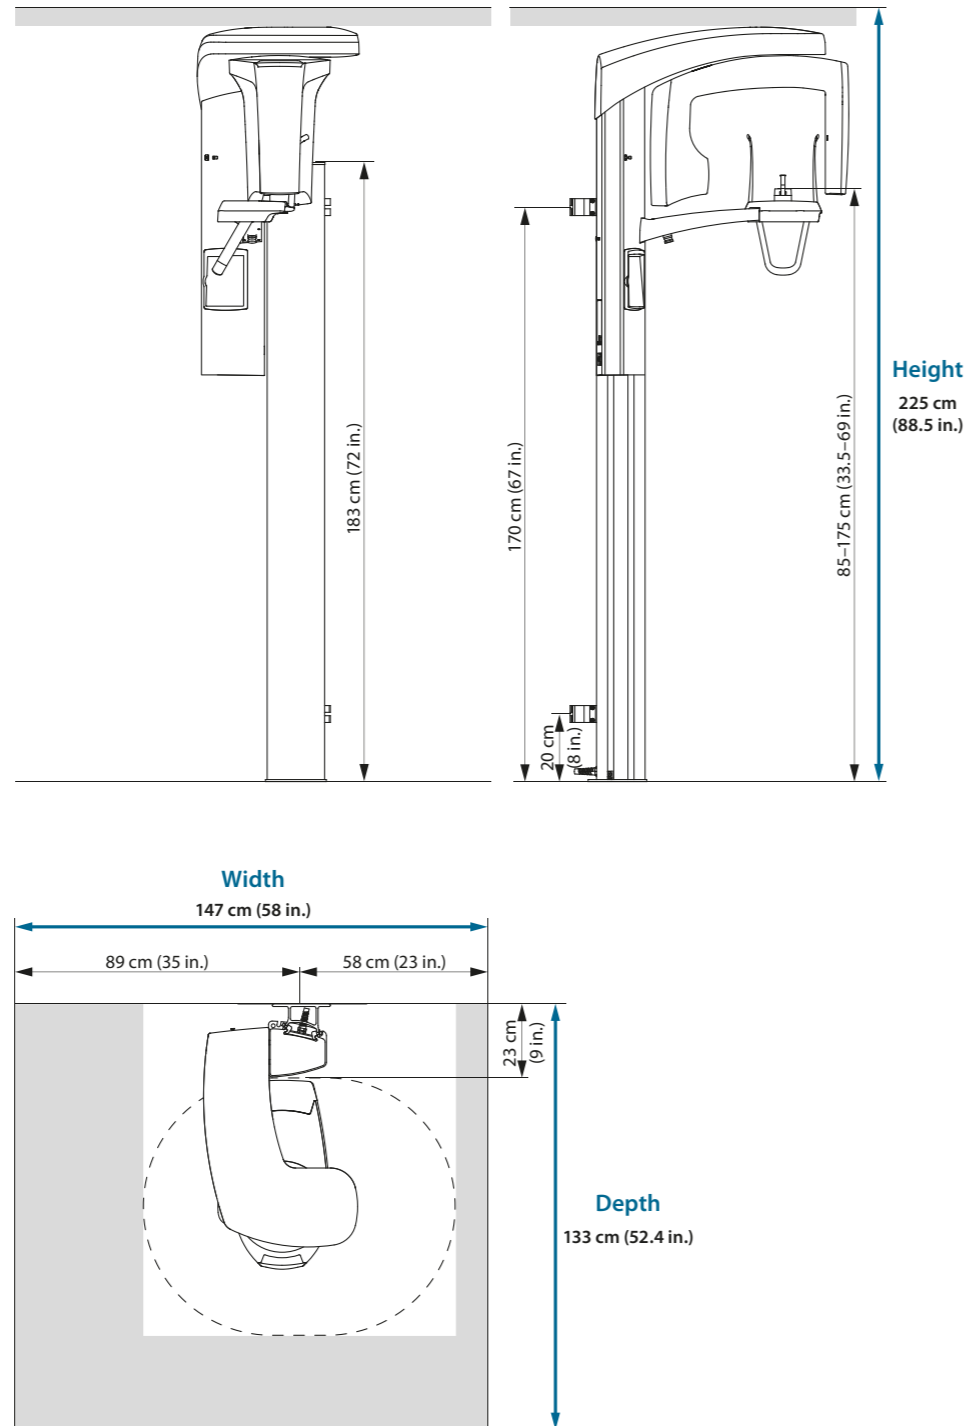 183 cm (72 in.)
170 cm (67 in.)
20 cm
(8 in.)
85–175 cm (33.5–69 in.)
Height
225 cm
(88.5 in.)
Width
147 cm (58 in.)
89 cm (35 in.)
58 cm (23 in.)
23 cm
(9 in.)
Depth
133 cm (52.4 in.)